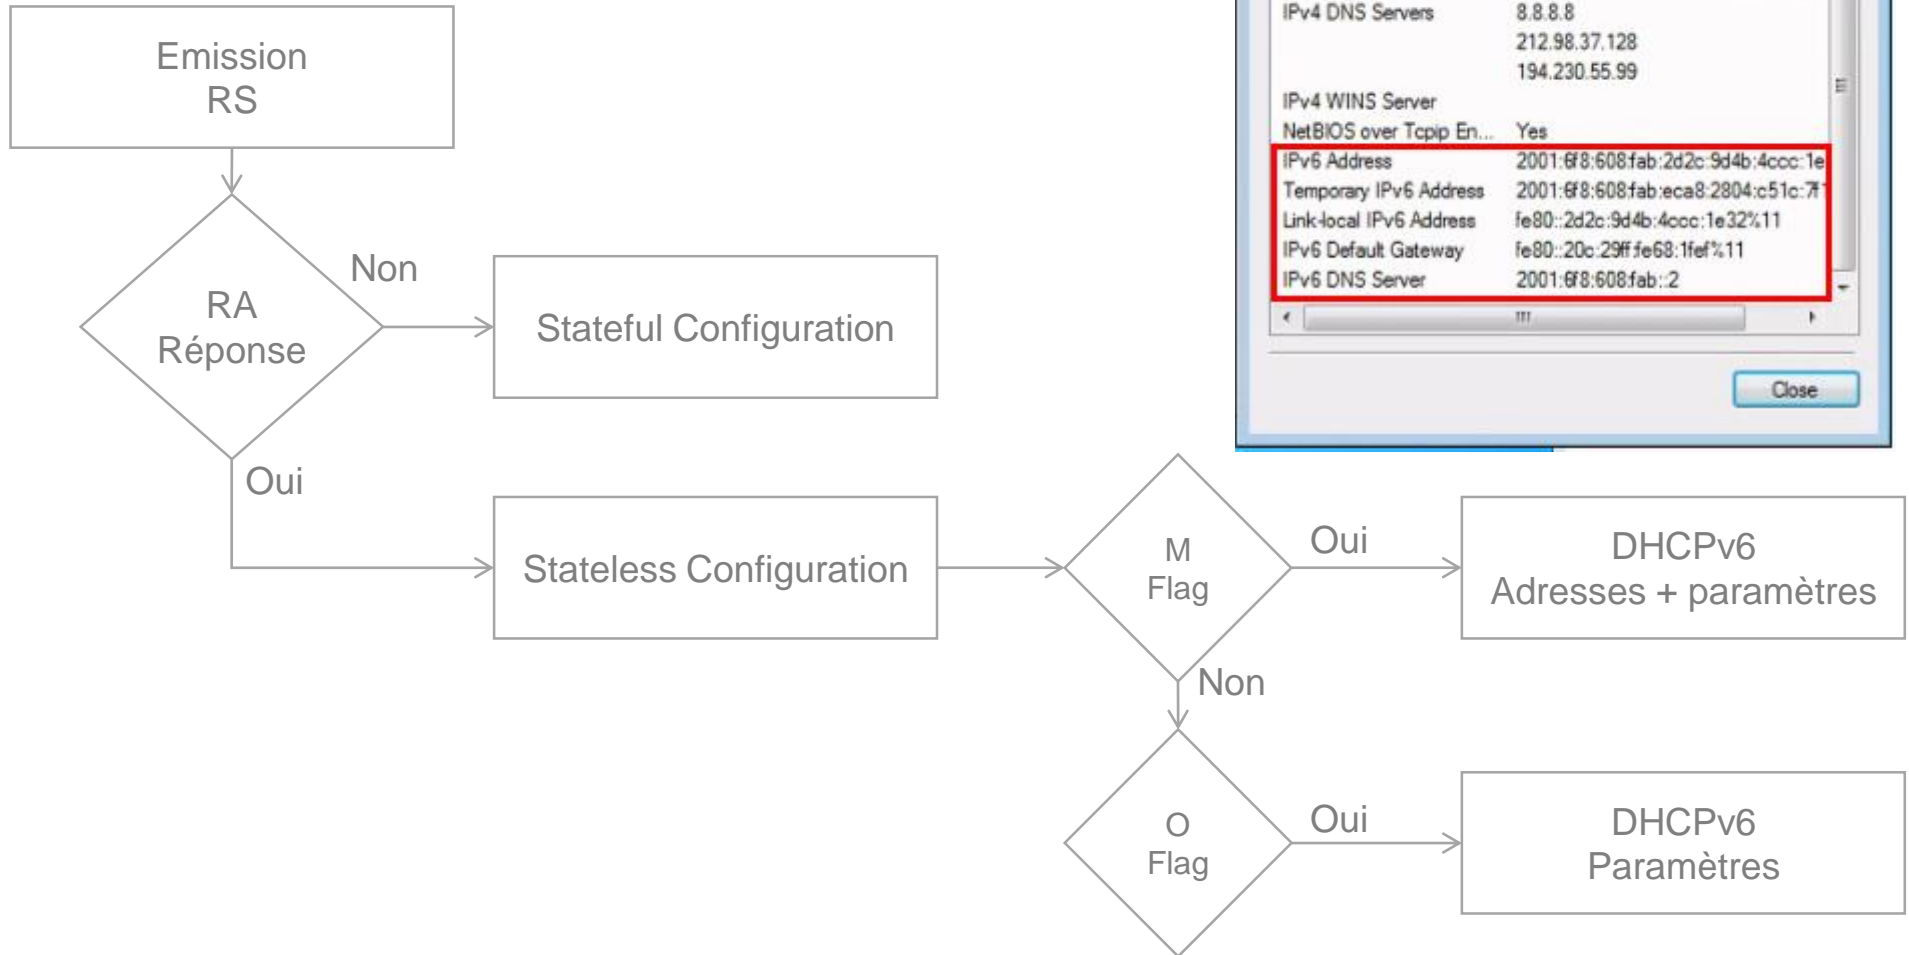 Emission
RS
RA
Réponse
Non
Stateful Configuration
Oui
Stateless Configuration
M
Flag
Oui
DHCPv6
Adresses + paramètres
Non
O
Flag
Oui
DHCPv6
Paramètres
IPv4 DNS Servers 8.8.8.8
212.98.37.128
194.230.55.99
IPv4 WINS Server
NetBIOS over Tcpip En... Yes
IPv6 Address 2001:6f8:608:fab:2d2c:9d4b:4ccc:1e
Temporary IPv6 Address 2001:6f8:608:fab:eca8:2804:c51c:7f1
Link-local IPv6 Address fe80::2d2c:9d4b:4ccc:1e32%11
IPv6 Default Gateway fe80::20c:29ff:fe68:1fef%11
IPv6 DNS Server 2001:6f8:608:fab::2
Close